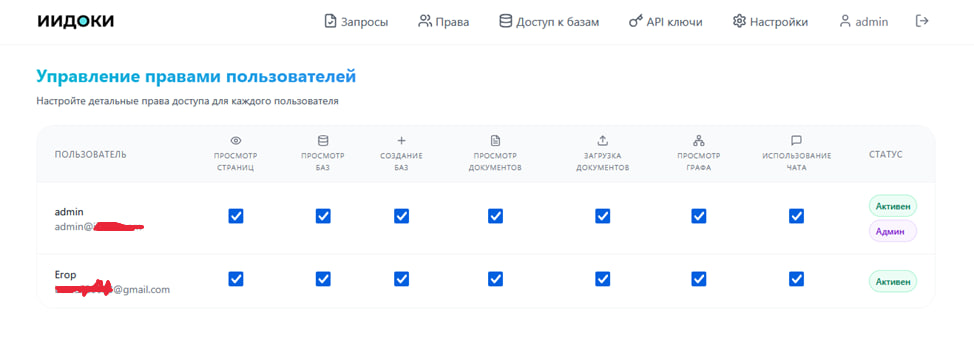 ИИДОКИ
Запросы Права Доступ к базам API ключи Настройки admin
Управление правами пользователей
Настройте детальные права доступа для каждого пользователя
ПОЛЬЗОВАТЕЛЬ
ПРОСМОТР СТРАНИЦ
ПРОСМОТР БАЗ
СОЗДАНИЕ БАЗ
ПРОСМОТР ДОКУМЕНТОВ
ЗАГРУЗКА ДОКУМЕНТОВ
ПРОСМОТР ГРАФА
ИСПОЛЬЗОВАНИЕ ЧАТА
СТАТУС
admin
admin@
Активен
Админ
Егор
@gmail.com
Активен